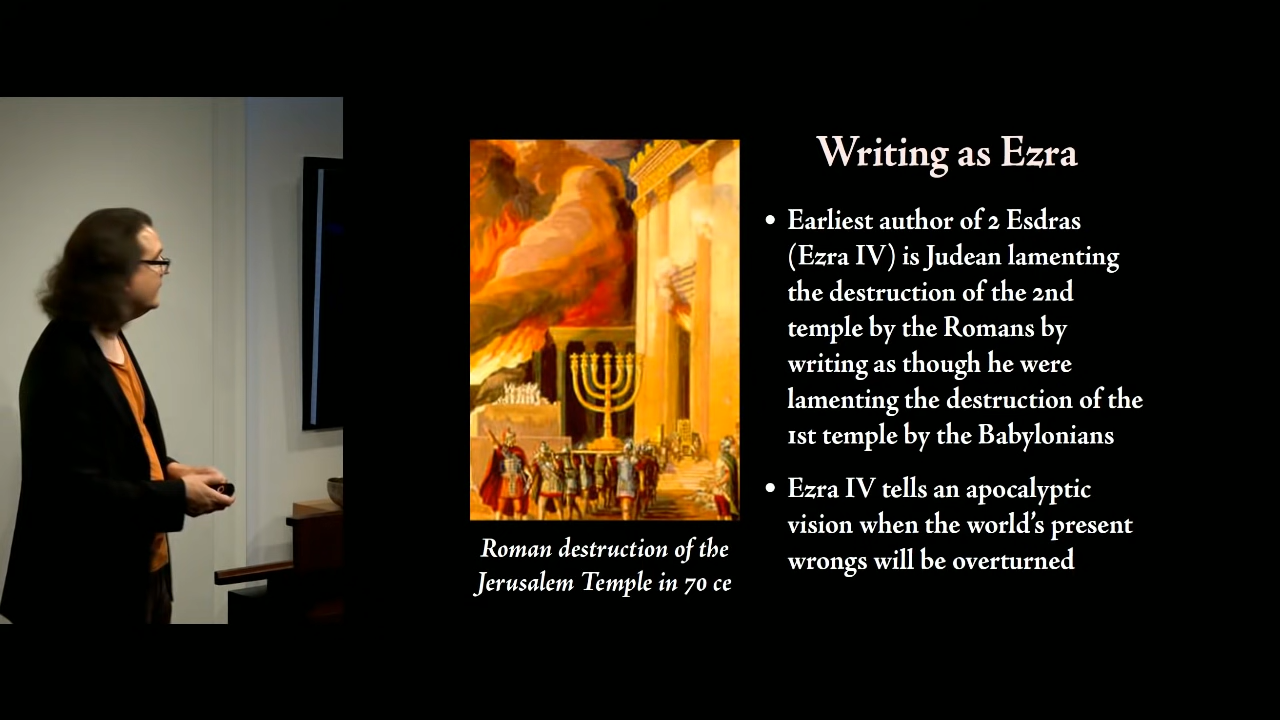 Writing as Ezra
• Earliest author of 2 Esdras
(Ezra IV) is Judean lamenting
the destruction of the 2nd
temple by the Romans by
writing as though he were
lamenting the destruction of the
1st temple by the Babylonians
• Ezra IV tells an apocalyptic
vision when the world's present
wrongs will be overturned
Roman destruction of the
Jerusalem Temple in 70 ce